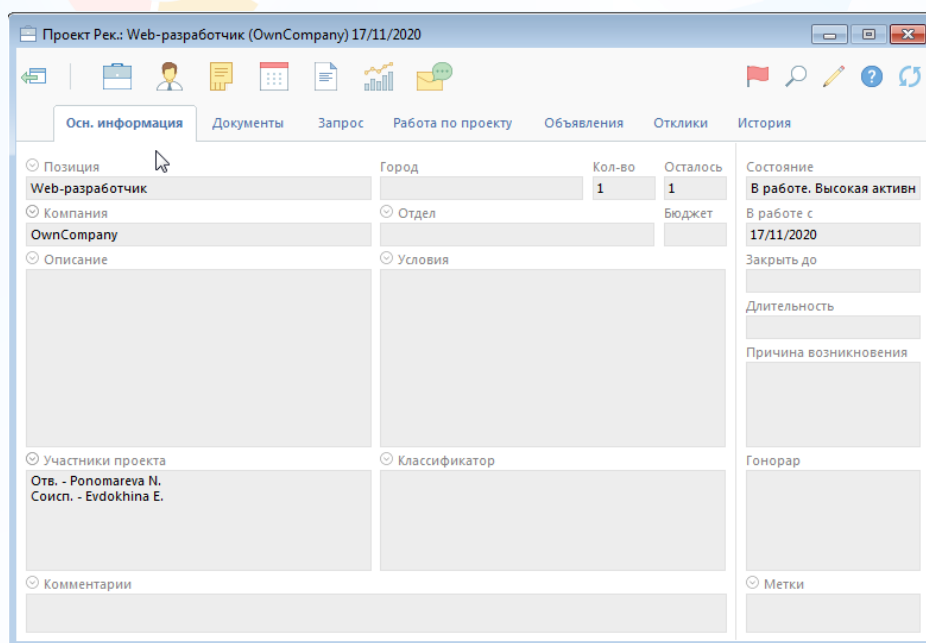 Проект Рек.: Web-разработчик (OwnCompany) 17/11/2020
Осн. информация Документы Запрос Работа по проекту Объявления Отклики История
Позиция Город Кол-во Осталось Состояние
Web-разработчик 1 1 В работе. Высокая активн
Компания Отдел Бюджет В работе с
OwnCompany 17/11/2020
Описание Условия Закрыть до
Длительность
Причина возникновения
Участники проекта Классификатор Гонорар
Отв. - Ponomareva N.
Соисп. - Evdokhina E.
Комментарии Метки